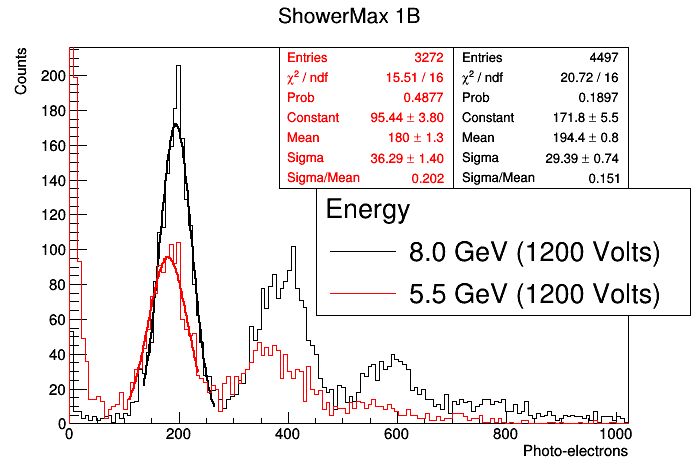 ShowerMax 1B
Counts
Entries 3272
χ² / ndf 15.51 / 16
Prob 0.4877
Constant 95.44 ± 3.80
Mean 180 ± 1.3
Sigma 36.29 ± 1.40
Sigma/Mean 0.202
Entries 4497
χ² / ndf 20.72 / 16
Prob 0.1897
Constant 171.8 ± 5.5
Mean 194.4 ± 0.8
Sigma 29.39 ± 0.74
Sigma/Mean 0.151
Energy
8.0 GeV (1200 Volts)
5.5 GeV (1200 Volts)
200
180
160
140
120
100
80
60
40
20
0
0 200 400 600 800 1000
Photo-electrons